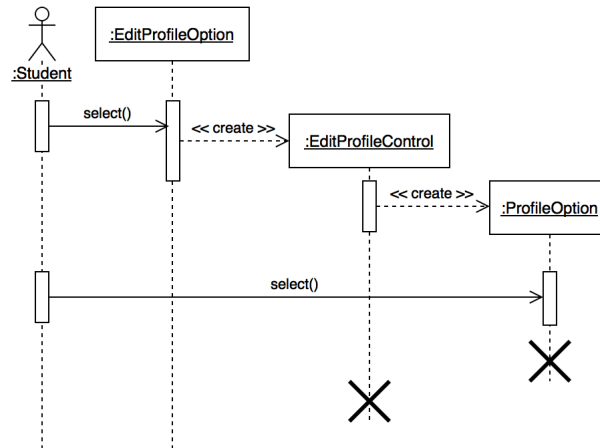 :EditProfileOption
:Student
select()
<< create >>
:EditProfileControl
<< create >>
:ProfileOption
select()